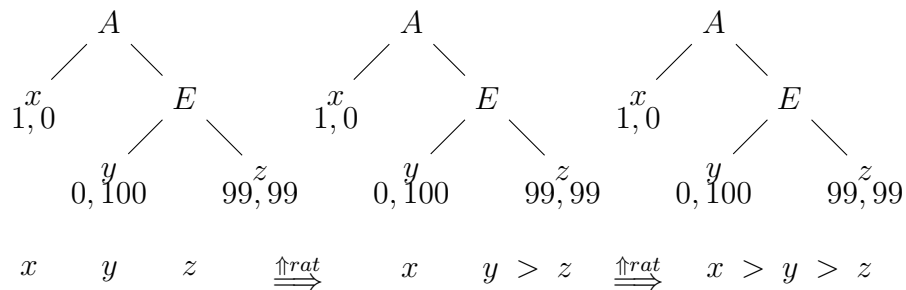 A A A
x E x E x E
1, 0 1, 0 1, 0
y z y z y z
0, 100 99, 99 0, 100 99, 99 0, 100 99, 99
x y z ⇑rat ⟹ x y > z ⇑rat ⟹ x > y > z